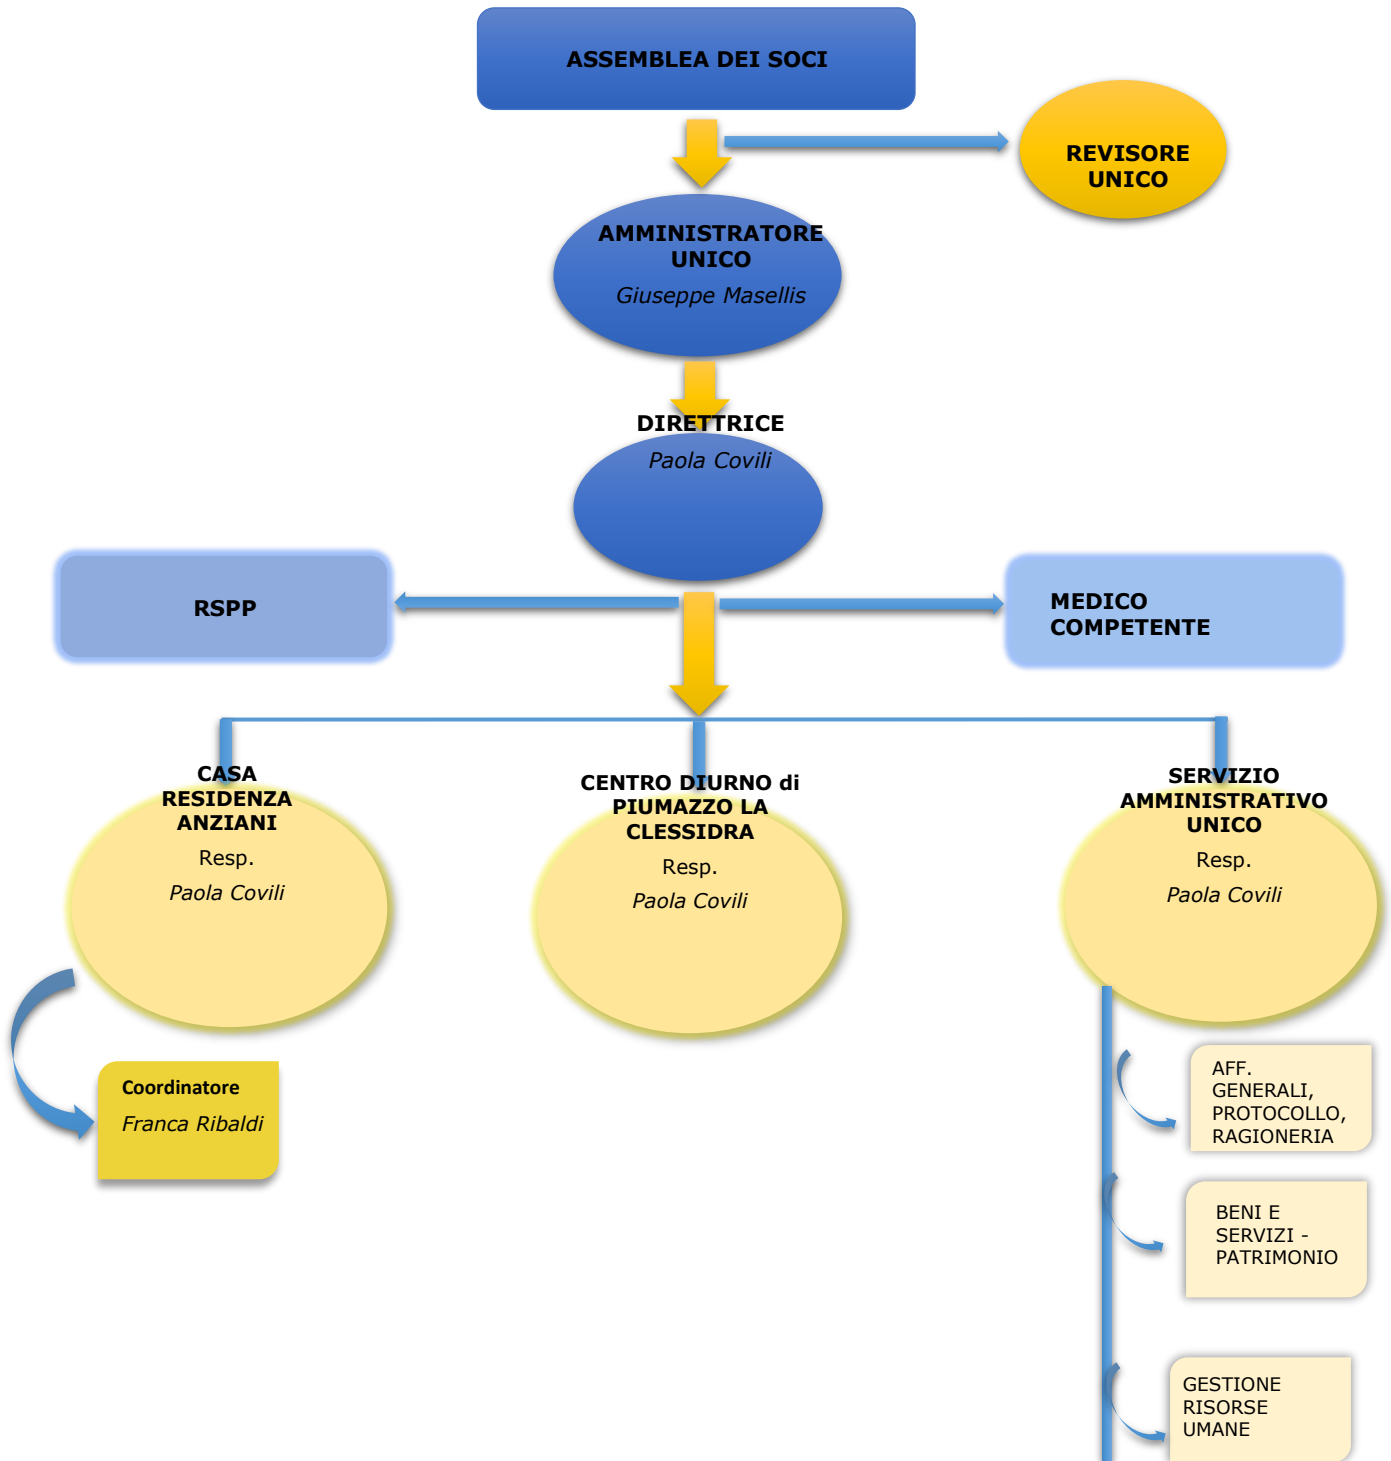 ASSEMBLEA DEI SOCI
REVISORE
UNICO
AMMINISTRATORE
UNICO
Giuseppe Masellis
DIRETTRICE
Paola Covili
RSPP
MEDICO
COMPETENTE
CASA
RESIDENZA
ANZIANI
Resp.
Paola Covili
CENTRO DIURNO di
PIUMAZZO LA
CLESSIDRA
Resp.
Paola Covili
SERVIZIO
AMMINISTRATIVO
UNICO
Resp.
Paola Covili
Coordinatore
Franca Ribaldi
AFF.
GENERALI,
PROTOCOLLO,
RAGIONERIA
BENI E
SERVIZI -
PATRIMONIO
GESTIONE
RISORSE
UMANE